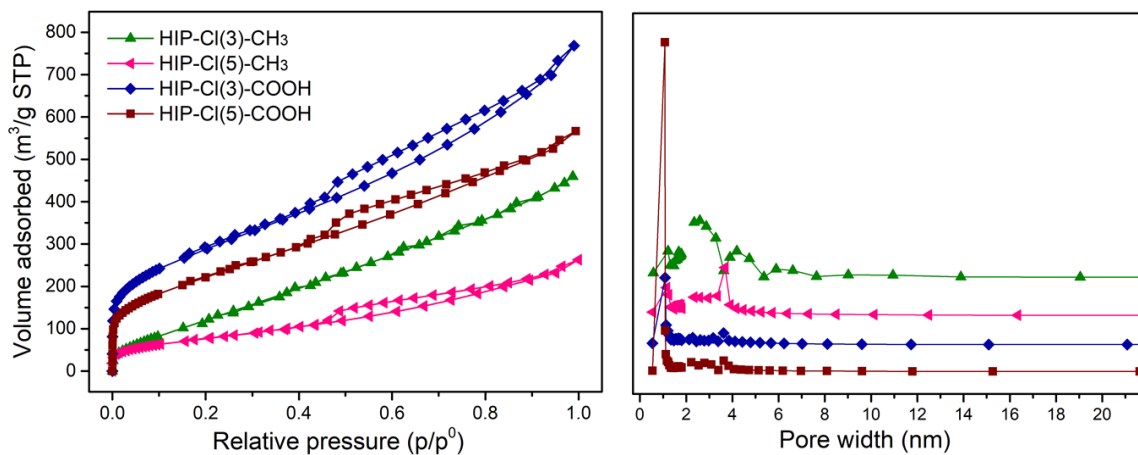 HIP-Cl(3)-CH₃
HIP-Cl(5)-CH₃
HIP-Cl(3)-COOH
HIP-Cl(5)-COOH
Volume adsorbed (m³/g STP)
800
700
600
500
400
300
200
100
0
0.0 0.2 0.4 0.6 0.8 1.0
Relative pressure (p/p⁰)
0 2 4 6 8 10 12 14 16 18 20
Pore width (nm)